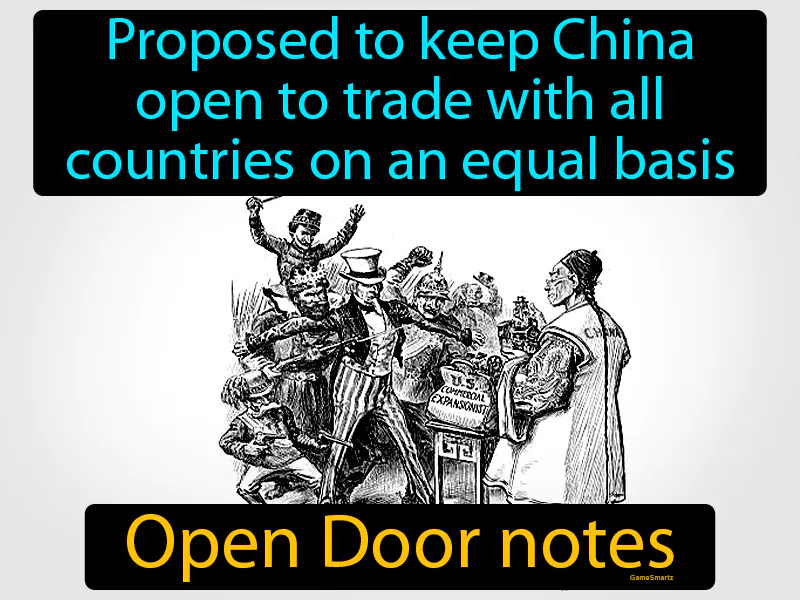 Proposed to keep China
open to trade with all
countries on an equal basis
CHINA
U.S.
COMMERCIAL
EXPANSIONIST
Open Door notes
GameSmartz